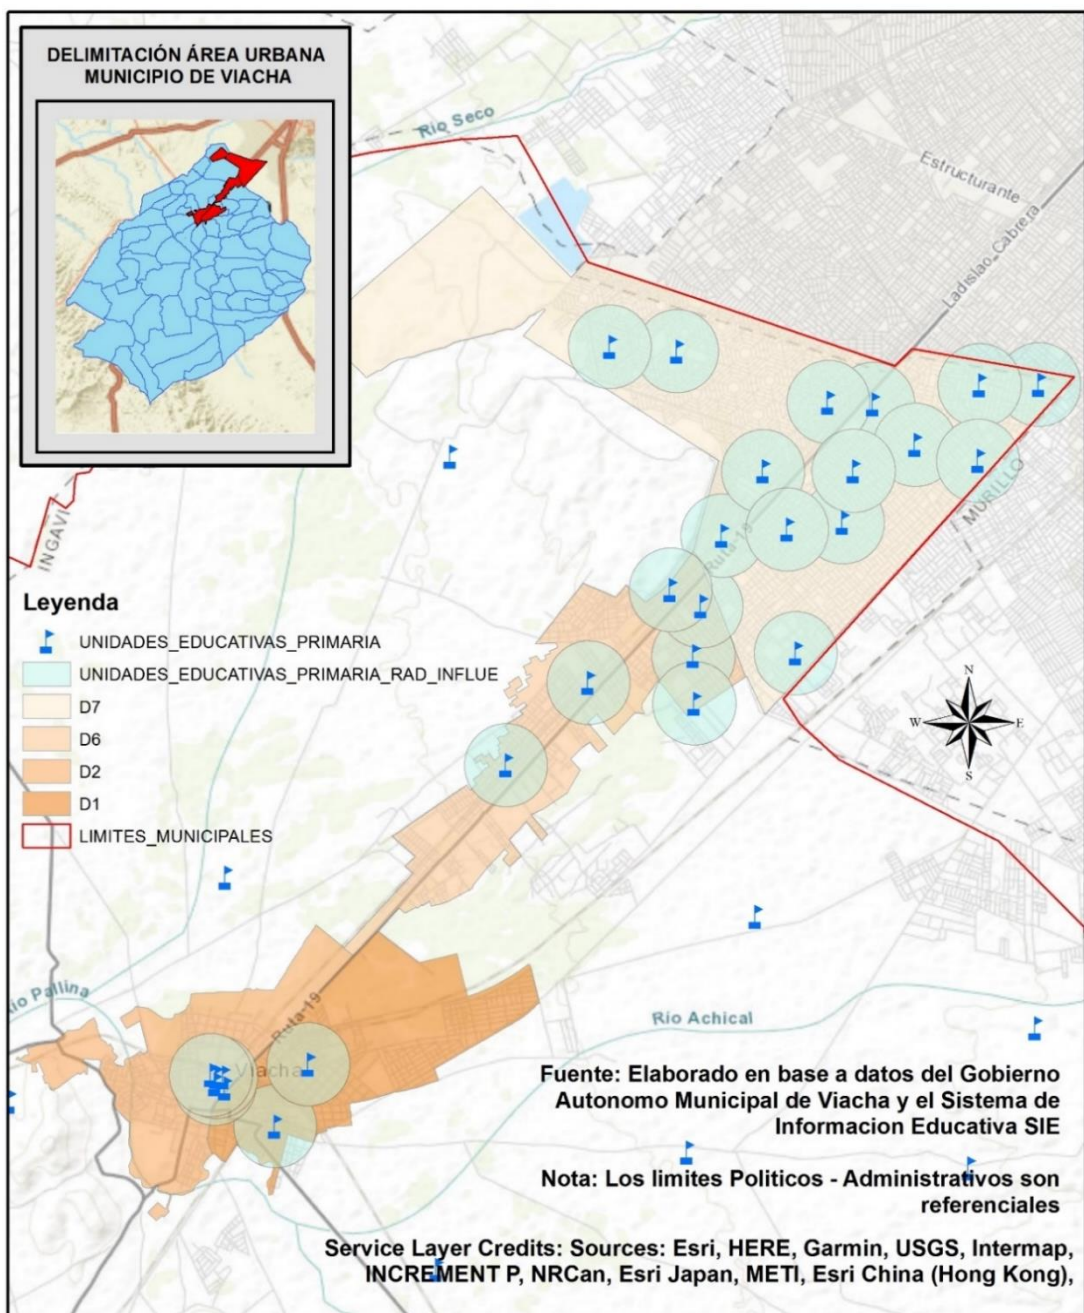 DELIMITACIÓN ÁREA URBANA
MUNICIPIO DE VIACHA
Río Seco
Estructurante
Ladislao_Cabrera
MURILLO
INGAVI
Ruta-19
Leyenda
UNIDADES_EDUCATIVAS_PRIMARIA
UNIDADES_EDUCATIVAS_PRIMARIA_RAD_INFLUE
D7
D6
D2
D1
LIMITES_MUNICIPALES
N
W
E
S
Pallina
Ruta-19
Viacha
Río Achical
Fuente: Elaborado en base a datos del Gobierno
Autonomo Municipal de Viacha y el Sistema de
Informacion Educativa SIE
Nota: Los limites Politicos - Administrativos son
referenciales
Service Layer Credits: Sources: Esri, HERE, Garmin, USGS, Intermap,
INCREMENT P, NRCan, Esri Japan, METI, Esri China (Hong Kong),